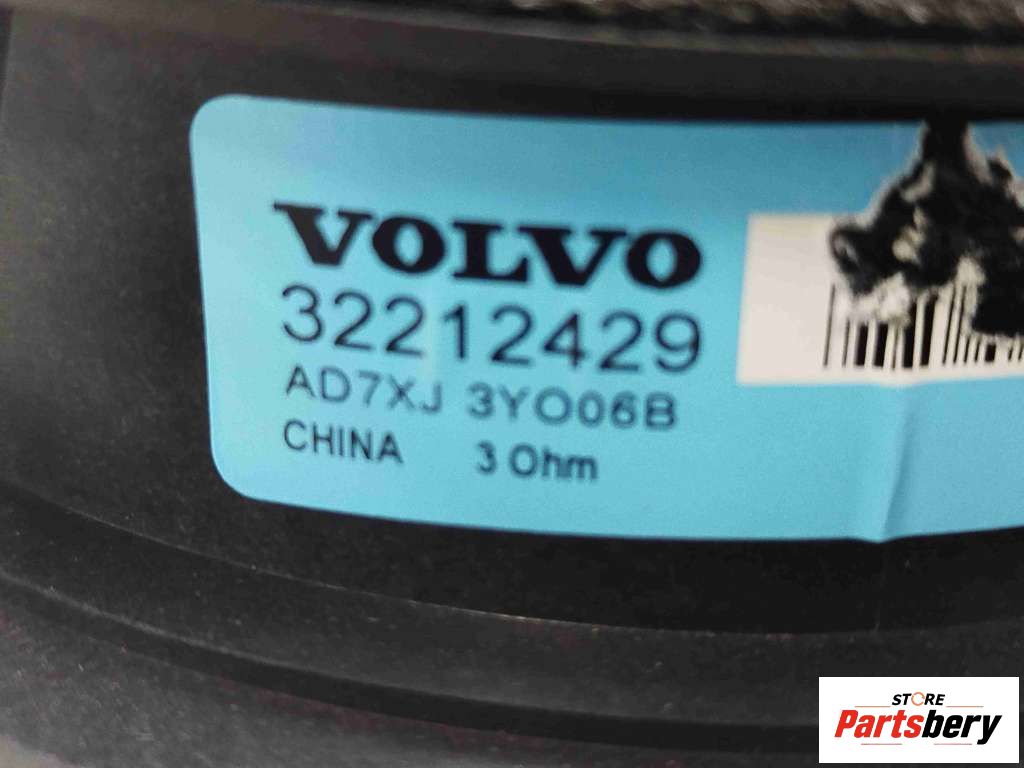 VOLVO
32212429
AD7XJ 3YO06B
CHINA 3 Ohm
STORE
Partsbery